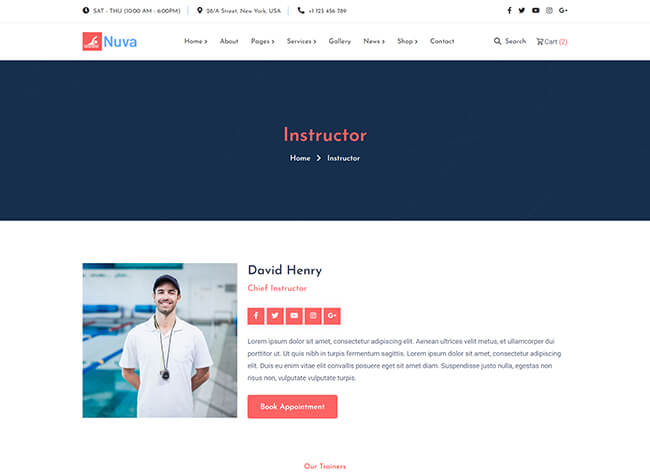 SAT - THU (10:00 AM - 6:00PM) 28/A Street, New York, USA +1 123 456 789
Nuva Home About Pages Services Gallery News Shop Contact Search Cart (2)
Instructor
Home Instructor
David Henry
Chief Instructor
Lorem ipsum dolor sit amet, consectetur adipiscing elit. Aenean ultrices velit metus, et ullamcorper dui
porttitor ut. Ut quis nibh in turpis fermentum sagittis. Lorem ipsum dolor sit amet, consectetur adipiscing
elit. Duis eu enim vitae elit convallis posuere eget sit amet diam. Suspendisse justo nulla, egestas non
risus non, vulputate vulputate turpis.
Book Appointment
Our Trainers